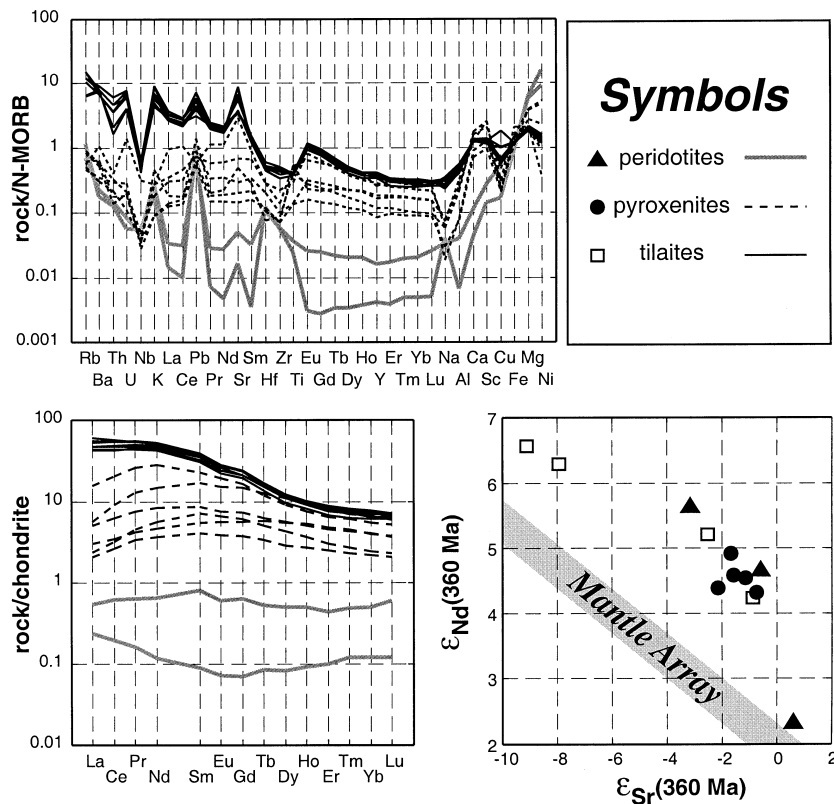 rock/N-MORB
100
10
1
0.1
0.01
0.001
Rb Th Nb La Pb Nd Sm Zr Eu Tb Ho Er Yb Na Ca Cu Mg
Ba U K Ce Pr Sr Hf Ti Gd Dy Y Tm Lu Al Sc Fe Ni
Symbols
peridotites
pyroxenites
tilaites
rock/chondrite
100
10
1
0.1
0.01
La Pr Eu Tb Ho Tm Lu
Ce Nd Sm Gd Dy Er Yb
εNd(360 Ma)
7
6
5
4
3
2
Mantle Array
-10 -8 -6 -4 -2 0 2
εSr(360 Ma)